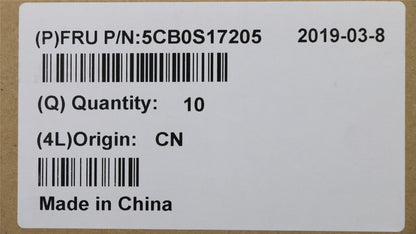 (P)FRU P/N:5CB0S17205 2019-03-8
(Q) Quantity: 10
(4L)Origin: CN
Made in China